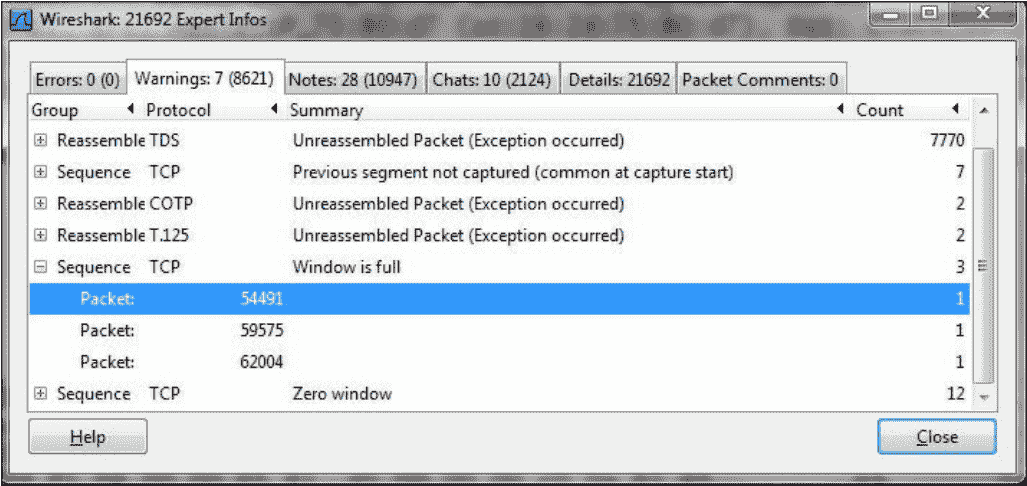 Wireshark: 21692 Expert Infos
Errors: 0 (0) Warnings: 7 (8621) Notes: 28 (10947) Chats: 10 (2124) Details: 21692 Packet Comments: 0
Group Protocol Summary Count
Reassemble TDS Unreassembled Packet (Exception occurred) 7770
Sequence TCP Previous segment not captured (common at capture start) 7
Reassemble COTP Unreassembled Packet (Exception occurred) 2
Reassemble T.125 Unreassembled Packet (Exception occurred) 2
Sequence TCP Window is full 3
Packet: 54491 1
Packet: 59575 1
Packet: 62004 1
Sequence TCP Zero window 12
Help Close